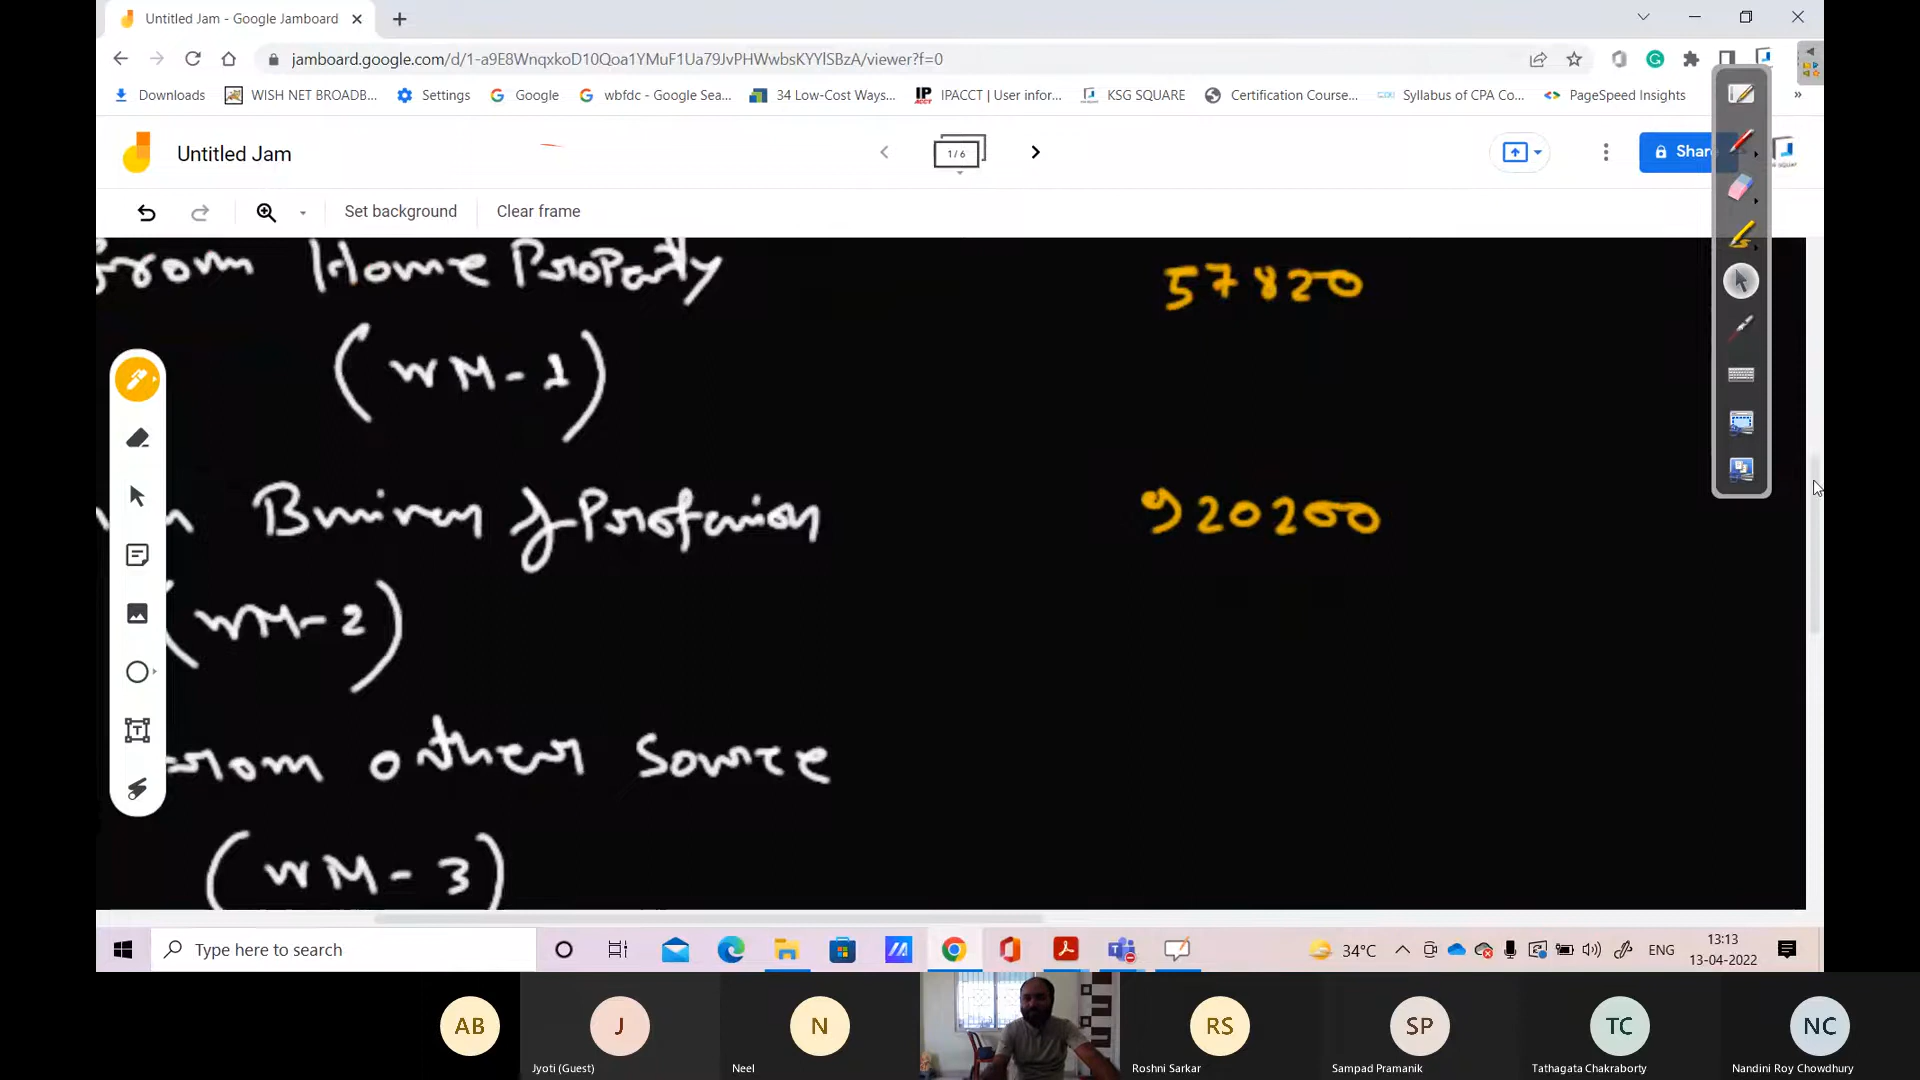 Untitled Jam - Google Jamboard
jamboard.google.com/d/1-a9E8WnqxkoD10Qoa1YMuF1Ua79JvPHWwbsKYYlSBzA/viewer?f=0
Downloads WISH NET BROADB... Settings Google wbfdc - Google Sea... 34 Low-Cost Ways... IPACCT | User infor... KSG SQUARE Certification Course... Syllabus of CPA Co... PageSpeed Insights »
Untitled Jam 1/6 Shar
Set background Clear frame
from Home Property 57820
(WM-1)
Business & Profession 920200
(WM-2)
from other source
(WM-3)
Type here to search 34°C ENG 13:13
13-04-2022
AB J N RS SP TC NC
Jyoti (Guest) Neel Roshni Sarkar Sampad Pramanik Tathagata Chakraborty Nandini Roy Chowdhury